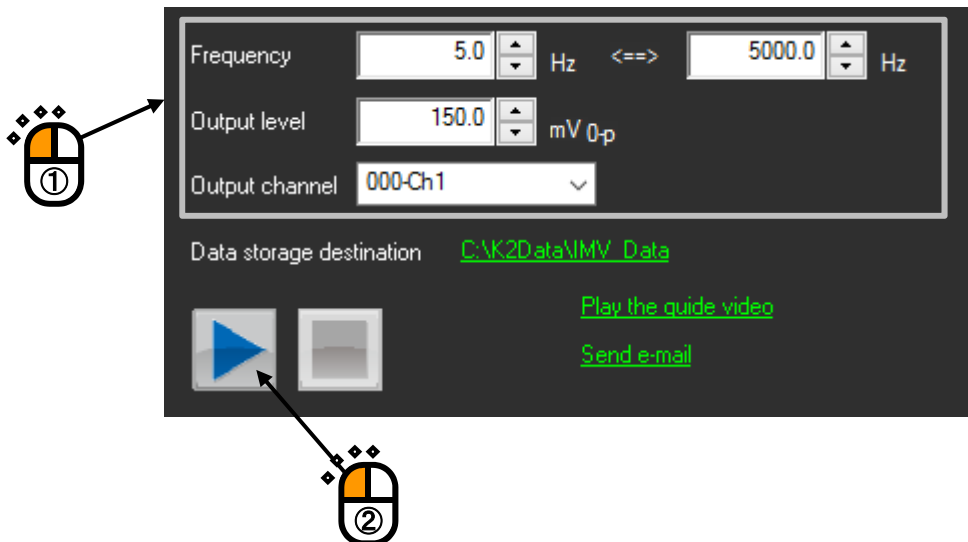 Frequency 5.0 Hz <==> 5000.0 Hz
Output level 150.0 mV 0-p
①
Output channel 000-Ch1
Data storage destination C:\K2Data\IMV_Data
Play the guide video
Send e-mail
②